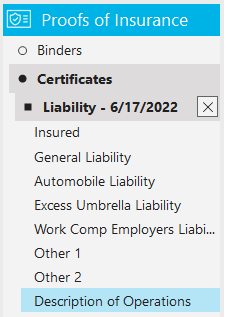 Proofs of Insurance
Binders
Certificates
Liability - 6/17/2022
Insured
General Liability
Automobile Liability
Excess Umbrella Liability
Work Comp Employers Liabi...
Other 1
Other 2
Description of Operations